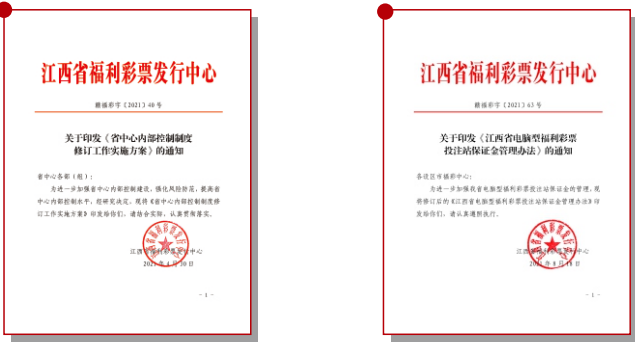 江西省福利彩票发行中心
赣福彩字〔2021〕40号
关于印发《省中心内部控制制度
修订工作实施方案》的通知
省中心各部（组）：
为进一步加强省中心内部控制建设，强化风险防范，提高省
中心内部控制水平，经研究决定，现将《省中心内部控制制度修
订工作实施方案》印发给你们，请结合实际，认真贯彻落实。
江西省福利彩票发行中心
- 1 -
江西省福利彩票发行中心
赣福彩字〔2021〕63号
关于印发《江西省电脑型福利彩票
投注站保证金管理办法》的通知
各设区市福彩中心：
为进一步加强我省电脑型福利彩票投注站保证金的管理，现
将修订后的《江西省电脑型福利彩票投注站保证金管理办法》印
发给你们，请认真遵照执行。
江西省福利彩票发行中心
2021年8月18日
- 1 -